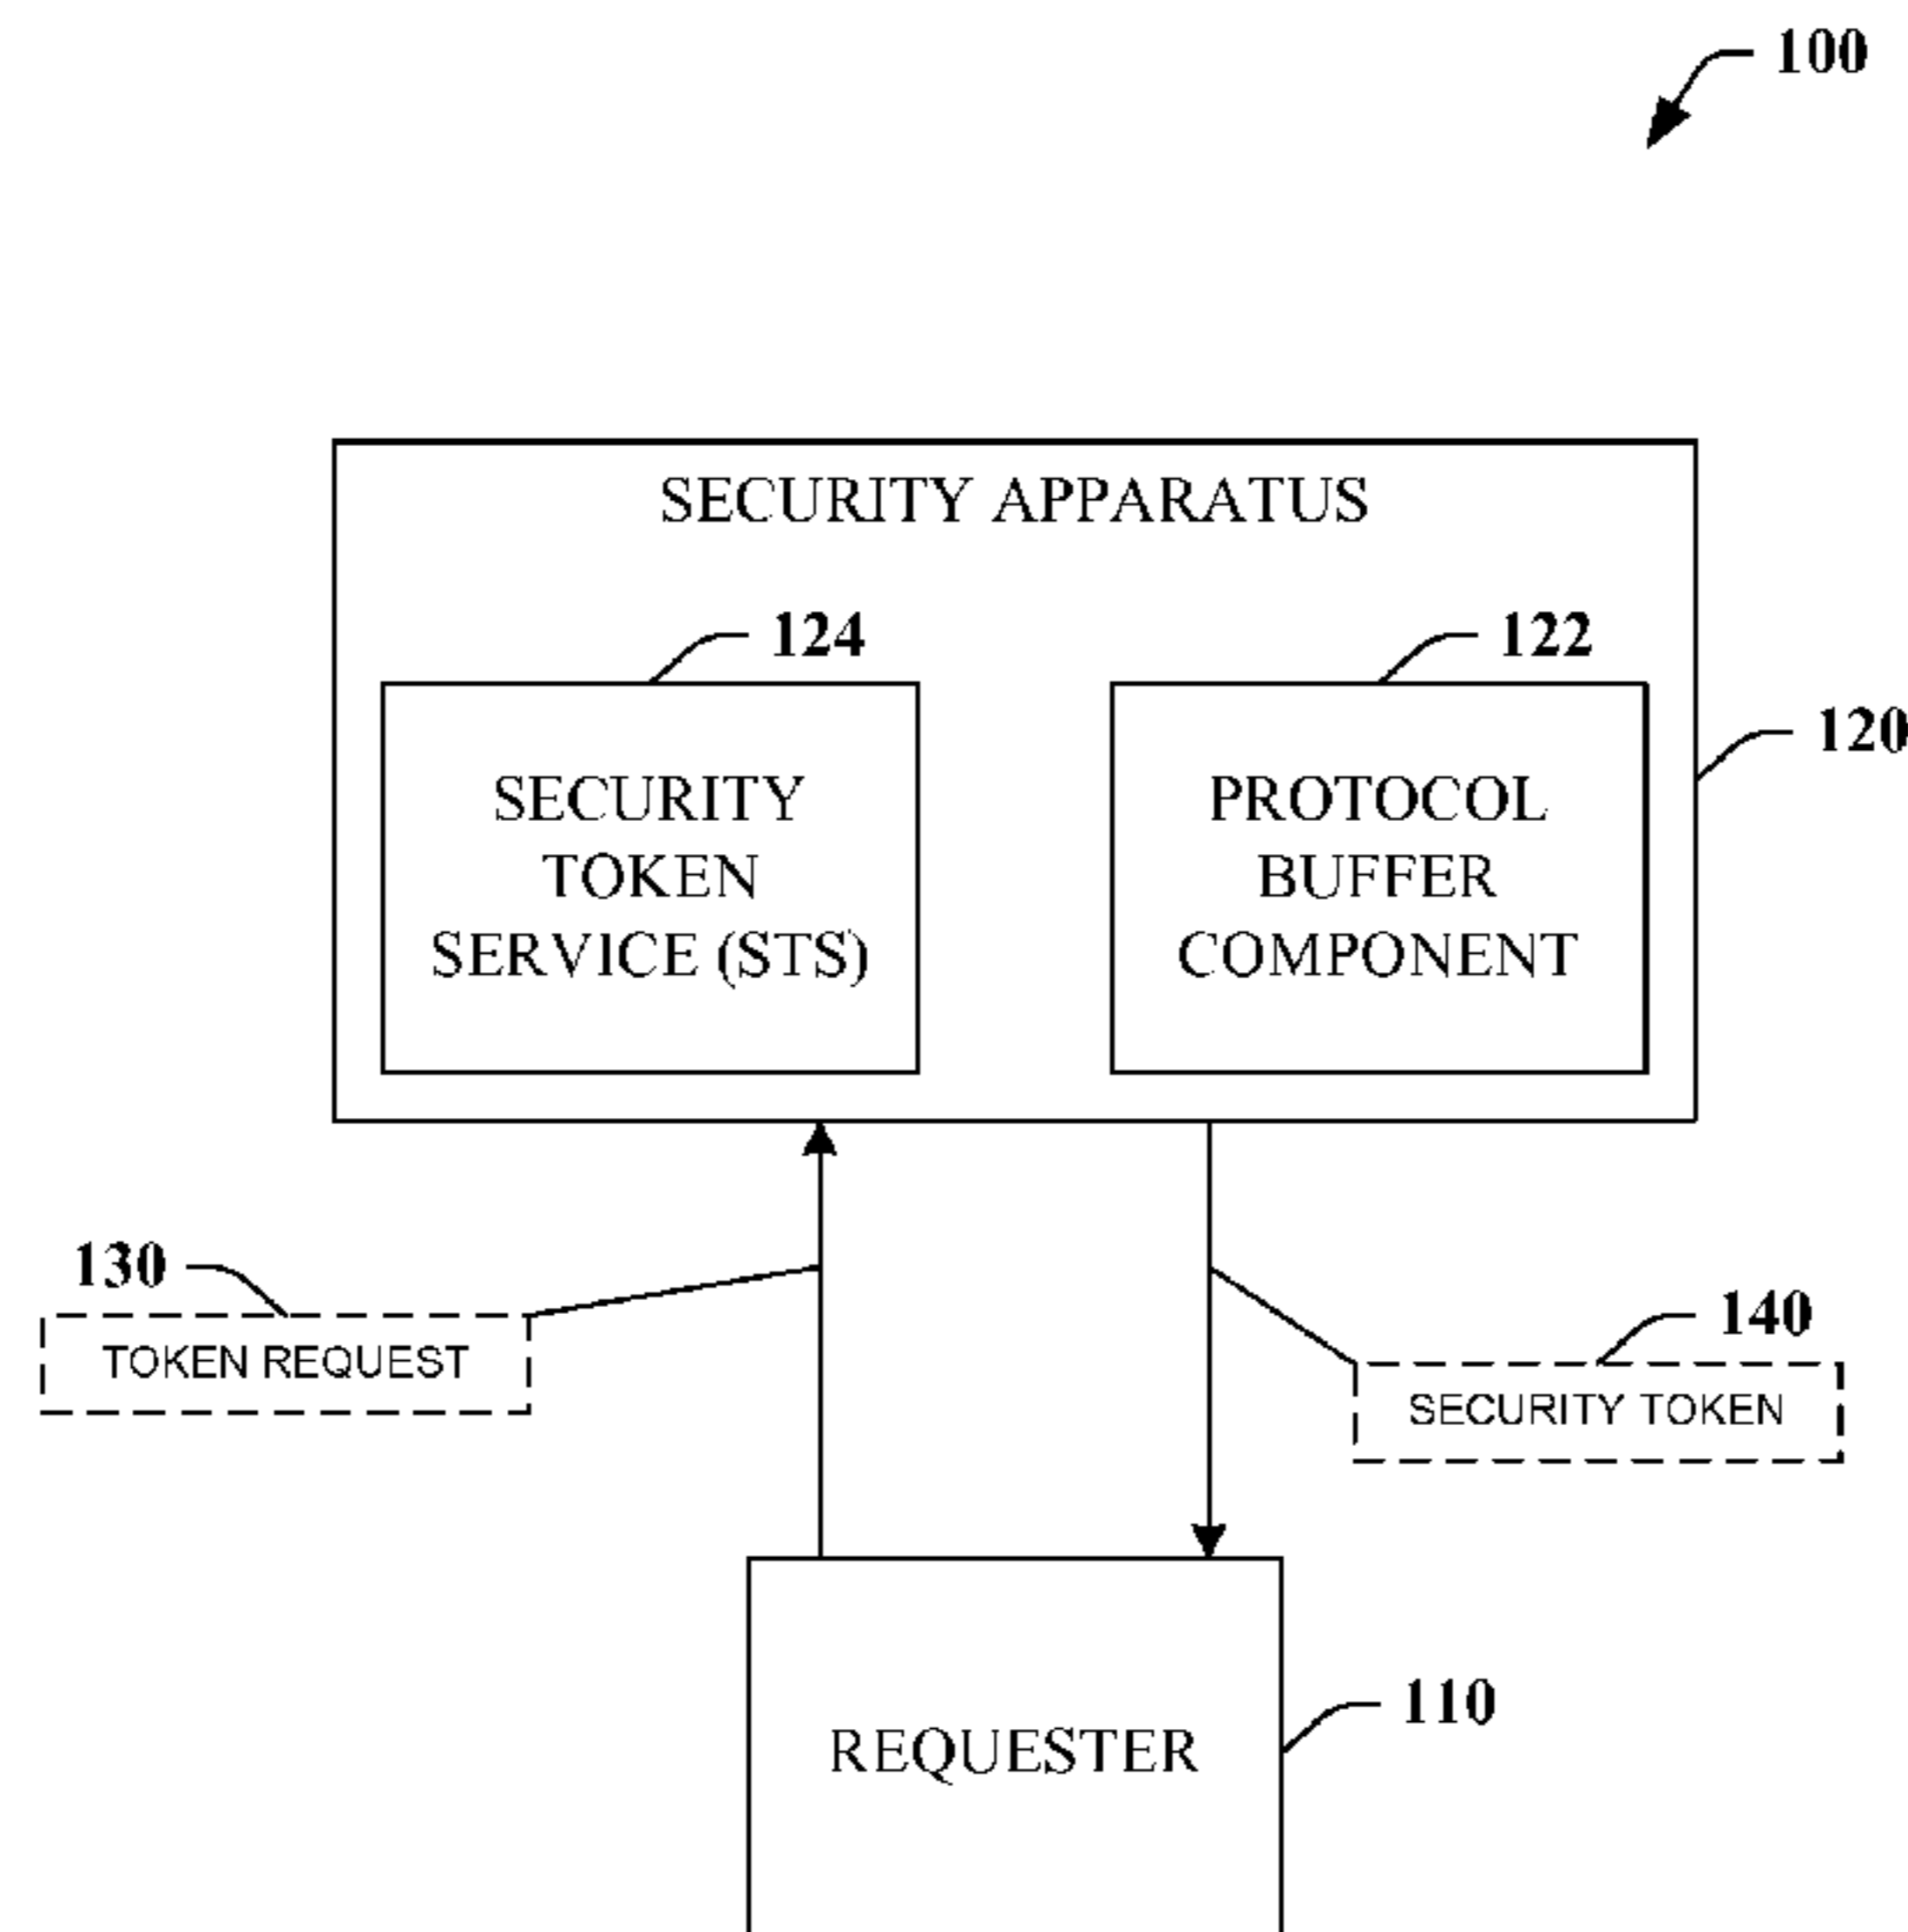 100
SECURITY APPARATUS
124
122
120
SECURITY
TOKEN
SERVICE (STS)
PROTOCOL
BUFFER
COMPONENT
130
TOKEN REQUEST
140
SECURITY TOKEN
110
REQUESTER